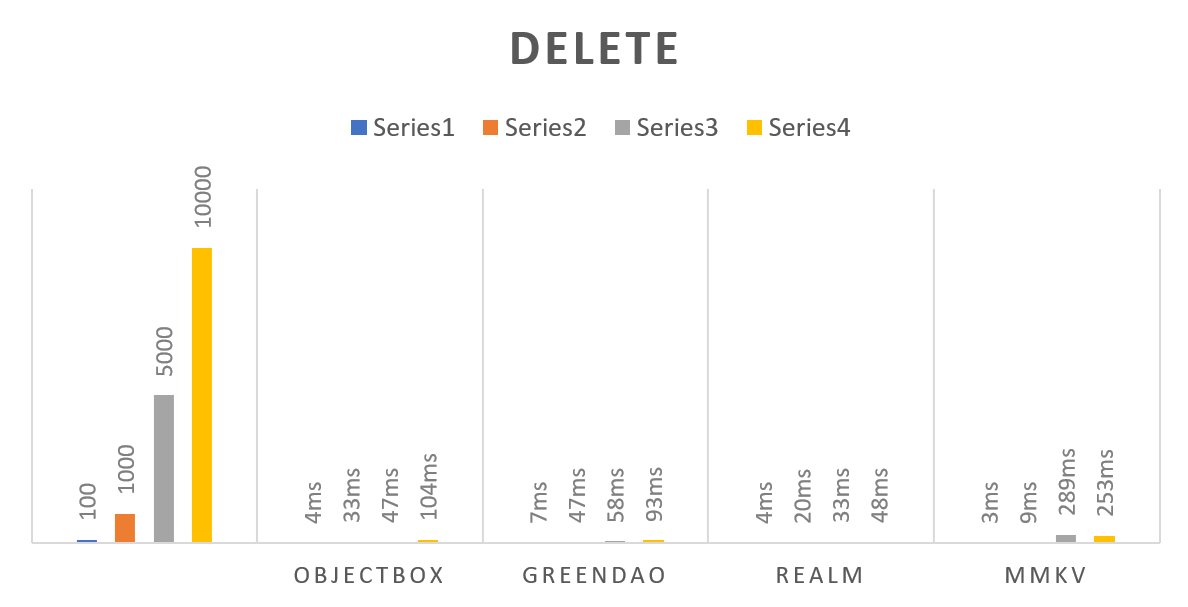 DELETE
Series1 Series2 Series3 Series4
100 1000 5000 10000
4ms 33ms 47ms 104ms
7ms 47ms 58ms 93ms
4ms 20ms 33ms 48ms
3ms 9ms 289ms 253ms
OBJECTBOX GREENDAO REALM MMKV